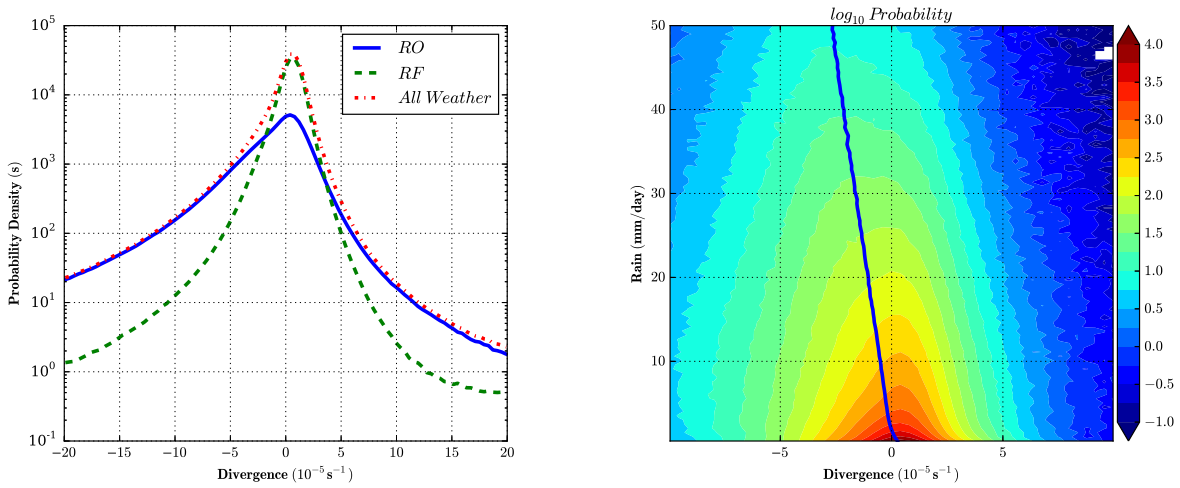 10^5
10^4
10^3
10^2
10^1
10^0
10^-1
Probability Density (s)
RO
RF
All Weather
−20 −15 −10 −5 0 5 10 15 20
Divergence (10^-5 s^-1)
log10 Probability
50
40
30
20
10
Rain (mm/day)
−5 0 5
Divergence (10^-5 s^-1)
4.0
3.5
3.0
2.5
2.0
1.5
1.0
0.5
0.0
−0.5
−1.0